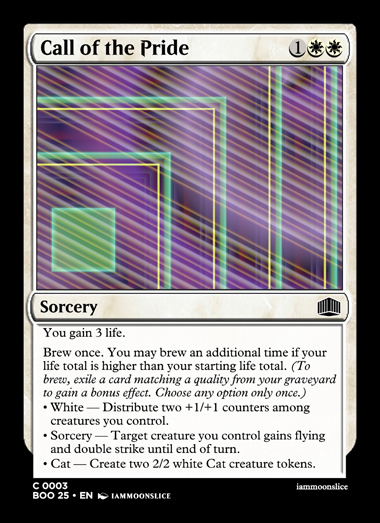 Call of the Pride 1
Sorcery
You gain 3 life.
Brew once. You may brew an additional time if your
life total is higher than your starting life total. (To
brew, exile a card matching a quality from your graveyard
to gain a bonus effect. Choose any option only once.)
• White — Distribute two +1/+1 counters among
creatures you control.
• Sorcery — Target creature you control gains flying
and double strike until end of turn.
• Cat — Create two 2/2 white Cat creature tokens.
C 0003
BOO 25 • EN IAMMOONSLICE
iammoonslice